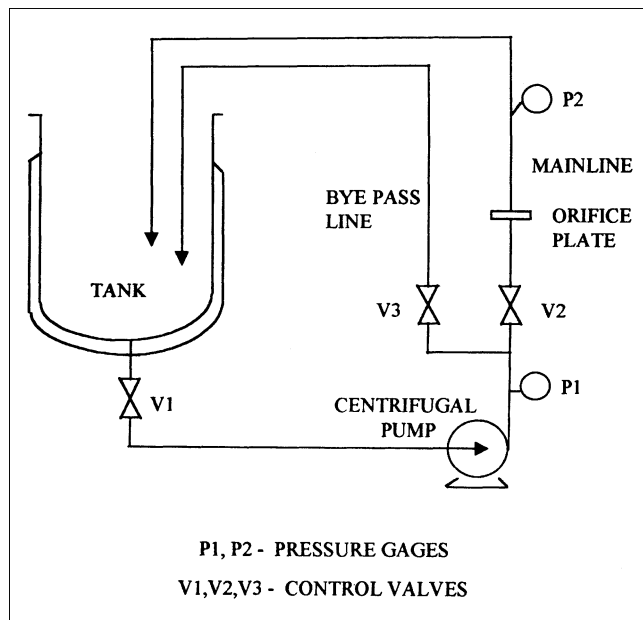 P2
MAINLINE
BYE PASS
LINE
ORIFICE
PLATE
TANK
V3
V2
V1
P1
CENTRIFUGAL
PUMP
P1, P2 - PRESSURE GAGES
V1,V2,V3 - CONTROL VALVES